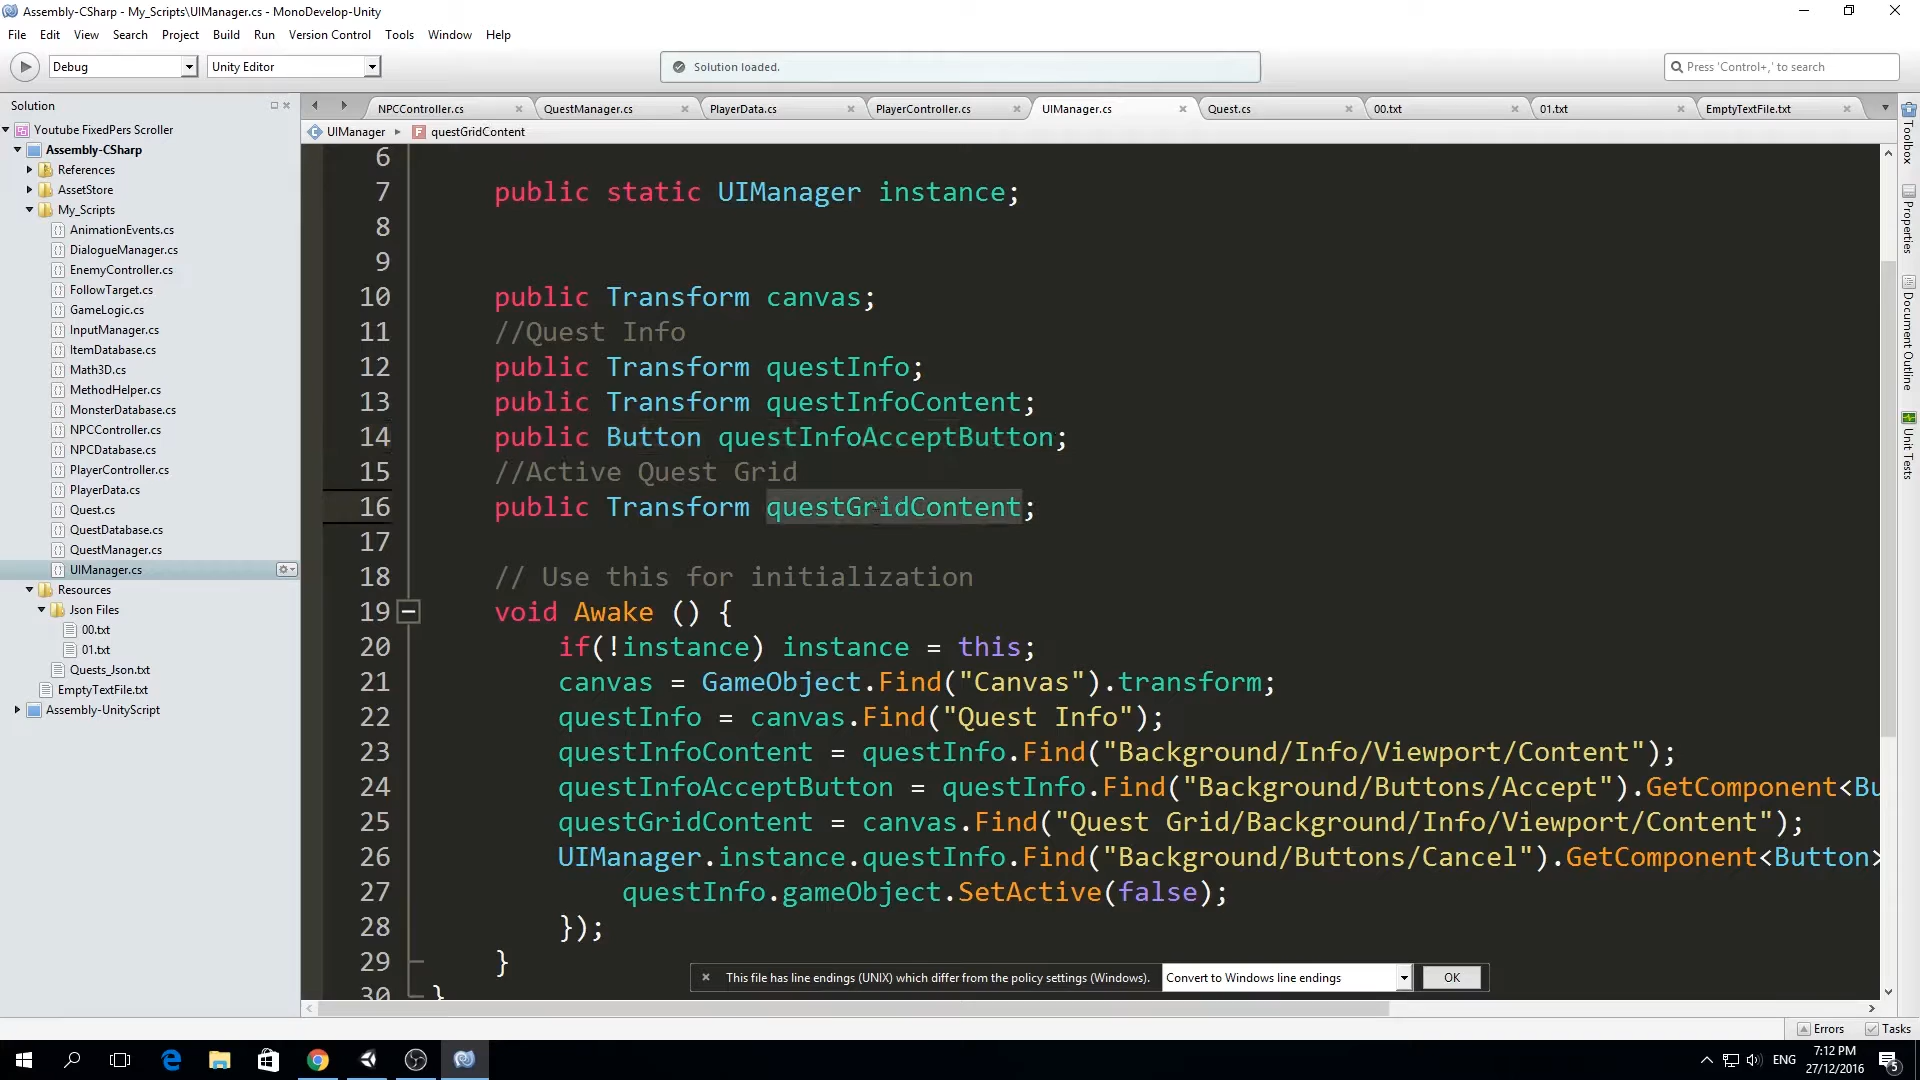 Assembly-CSharp - My_Scripts\UIManager.cs - MonoDevelop-Unity
File Edit View Search Project Build Run Version Control Tools Window Help
Debug Unity Editor Solution loaded. Press 'Control+,' to search
Solution
Youtube FixedPers Scroller
Assembly-CSharp
References
AssetStore
My_Scripts
AnimationEvents.cs
DialogueManager.cs
EnemyController.cs
FollowTarget.cs
GameLogic.cs
InputManager.cs
ItemDatabase.cs
Math3D.cs
MethodHelper.cs
MonsterDatabase.cs
NPCController.cs
NPCDatabase.cs
PlayerController.cs
PlayerData.cs
Quest.cs
QuestDatabase.cs
QuestManager.cs
UIManager.cs
Resources
Json Files
00.txt
01.txt
Quests_Json.txt
EmptyTextFile.txt
Assembly-UnityScript
NPCController.cs QuestManager.cs PlayerData.cs PlayerController.cs UIManager.cs Quest.cs 00.txt 01.txt EmptyTextFile.txt
UIManager questGridContent
6
7 public static UIManager instance;
8
9
10 public Transform canvas;
11 //Quest Info
12 public Transform questInfo;
13 public Transform questInfoContent;
14 public Button questInfoAcceptButton;
15 //Active Quest Grid
16 public Transform questGridContent;
17
18 // Use this for initialization
19 void Awake () {
20 if(!instance) instance = this;
21 canvas = GameObject.Find("Canvas").transform;
22 questInfo = canvas.Find("Quest Info");
23 questInfoContent = questInfo.Find("Background/Info/Viewport/Content");
24 questInfoAcceptButton = questInfo.Find("Background/Buttons/Accept").GetComponent<Bu
25 questGridContent = canvas.Find("Quest Grid/Background/Info/Viewport/Content");
26 UIManager.instance.questInfo.Find("Background/Buttons/Cancel").GetComponent<Button>
27 questInfo.gameObject.SetActive(false);
28 });
29 }
30 }
This file has line endings (UNIX) which differ from the policy settings (Windows). Convert to Windows line endings OK
Toolbox
Properties
Document Outline
Unit Tests
Errors Tasks
ENG 7:12 PM
27/12/2016
5